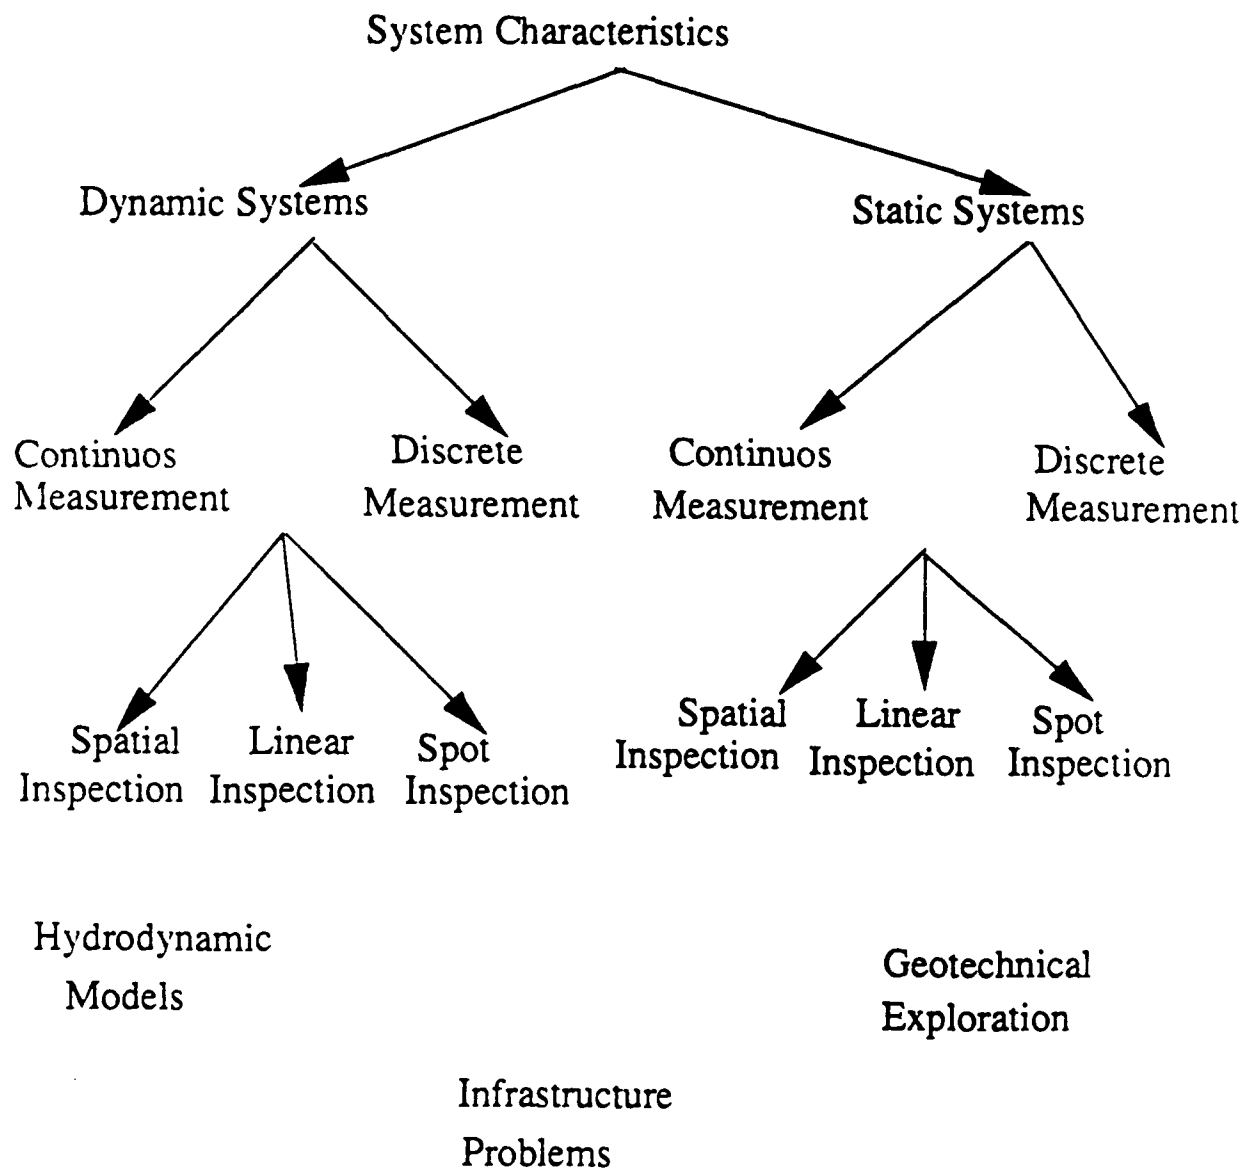 System Characteristics
Dynamic Systems
Static Systems
Continuos
Measurement
Discrete
Measurement
Continuos
Measurement
Discrete
Measurement
Spatial
Inspection
Linear
Inspection
Spot
Inspection
Spatial
Inspection
Linear
Inspection
Spot
Inspection
Hydrodynamic
Models
Geotechnical
Exploration
Infrastructure
Problems